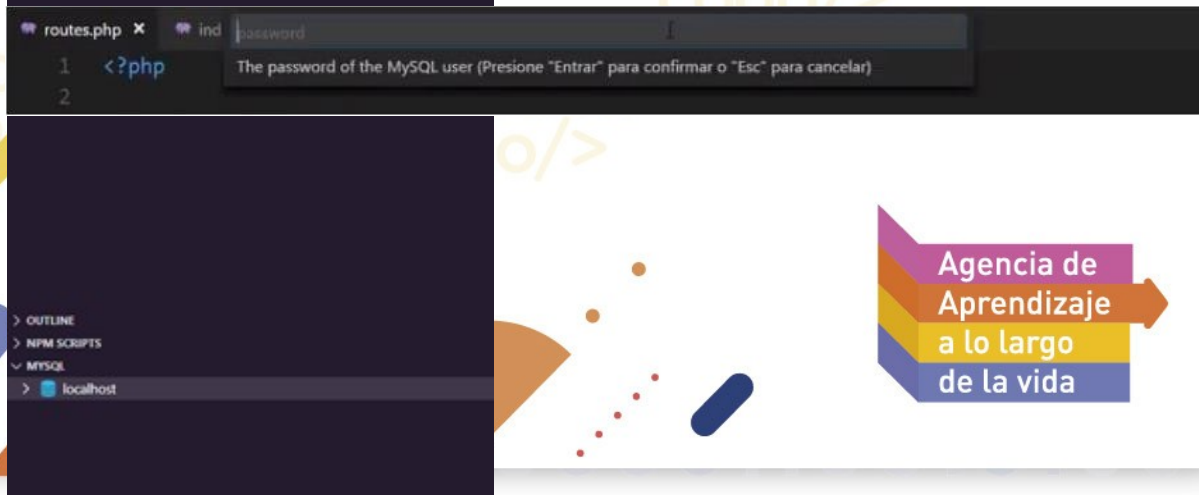 routes.php
ind
password
1 <?php
The password of the MySQL user (Presione "Entrar" para confirmar o "Esc" para cancelar)
2
o/>
Agencia de
Aprendizaje
a lo largo
de la vida
> OUTLINE
> NPM SCRIPTS
MYSQL
> localhost